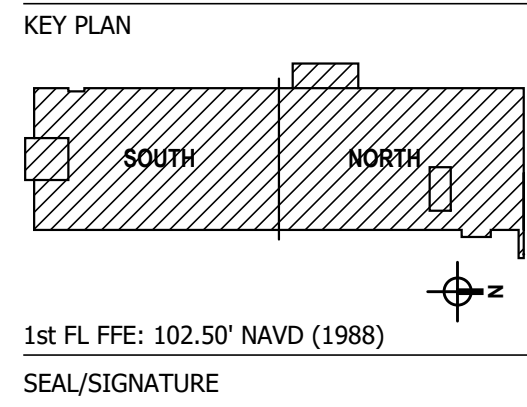 KEY PLAN
SOUTH NORTH
N
1st FL FFE: 102.50' NAVD (1988)
SEAL/SIGNATURE